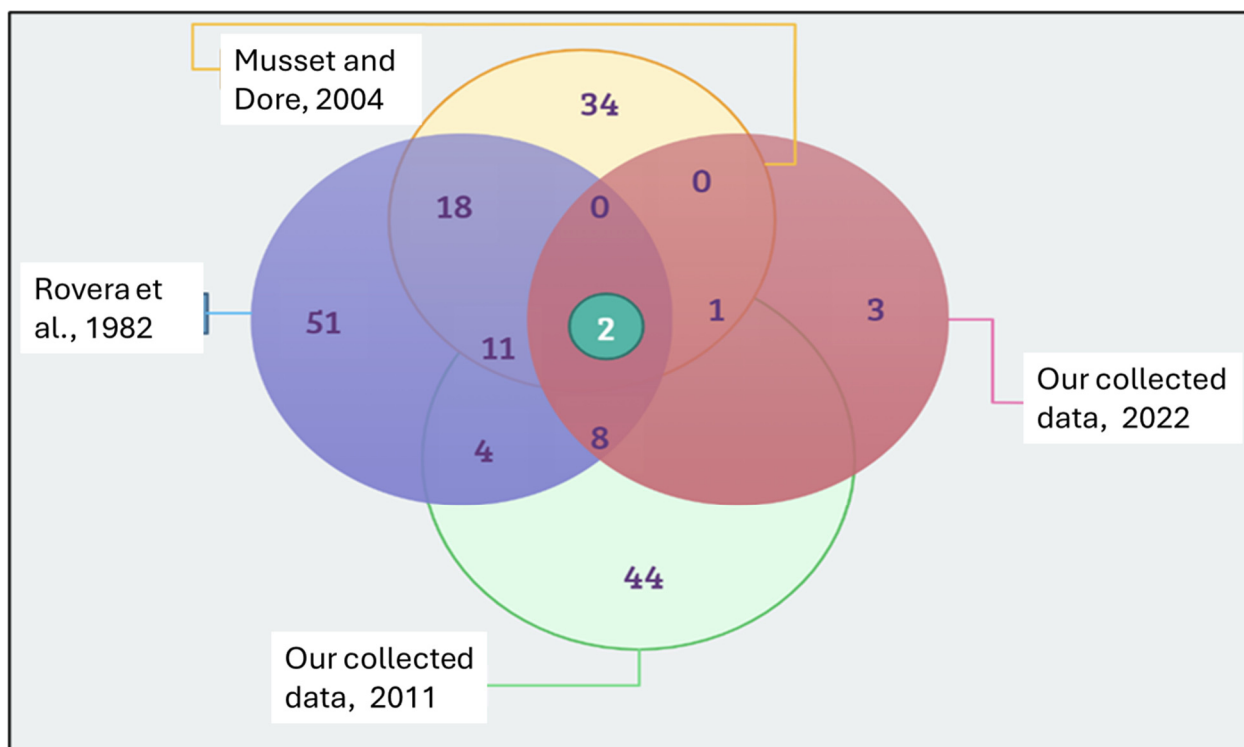 Musset and
Dore, 2004
34
0
18
0
Rovera et
al., 1982
51
1
3
2
11
Our collected
data, 2022
8
4
44
Our collected
data, 2011